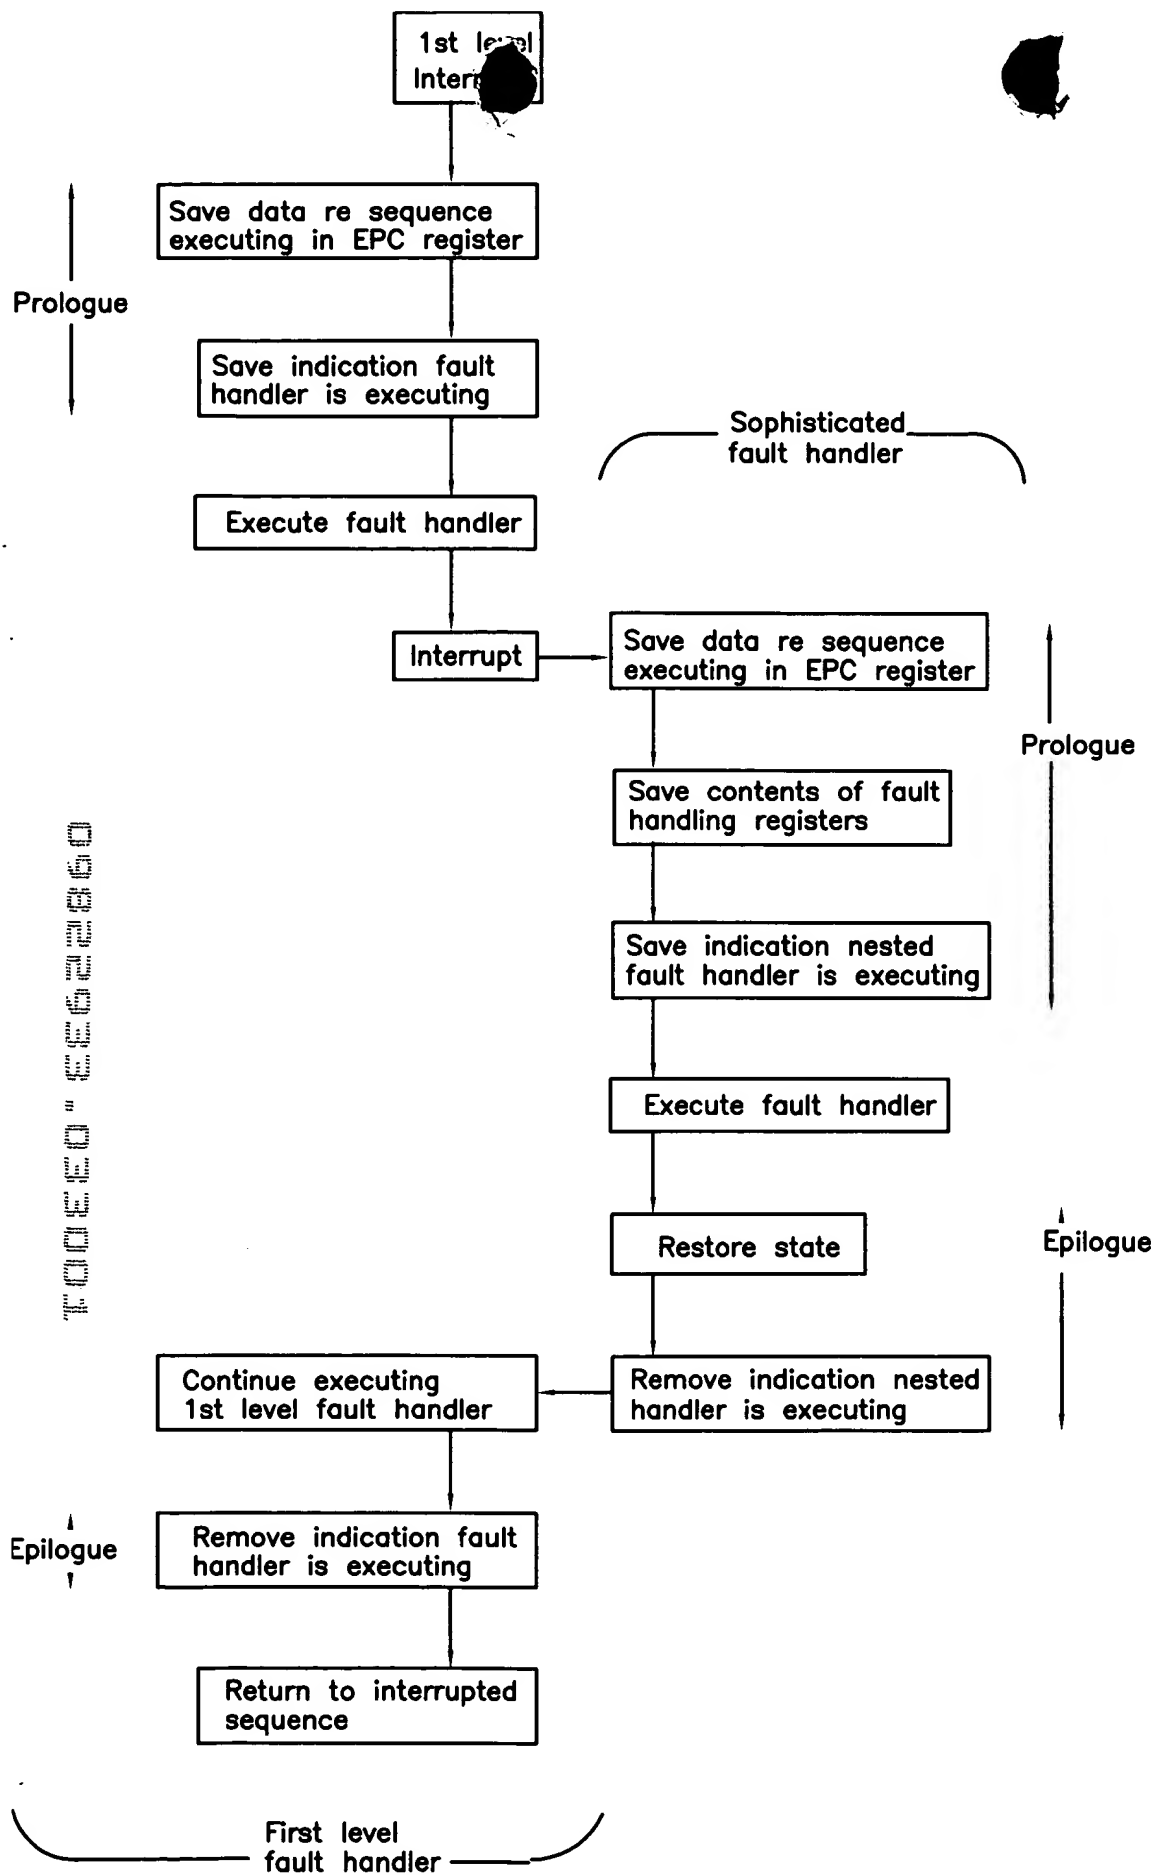 1st level
Save data re sequence
executing in EPC register
Prologue
Save indication fault
handler is executing
Sophisticated
fault handler
Execute fault handler
Interrupt
Save data re sequence
executing in EPC register
Prologue
Save contents of fault
handling registers
Save indication nested
fault handler is executing
Execute fault handler
Restore state
Epilogue
Continue executing
1st level fault handler
Remove indication nested
handler is executing
Epilogue
Remove indication fault
handler is executing
Return to interrupted
sequence
First level
fault handler
09822933.033001